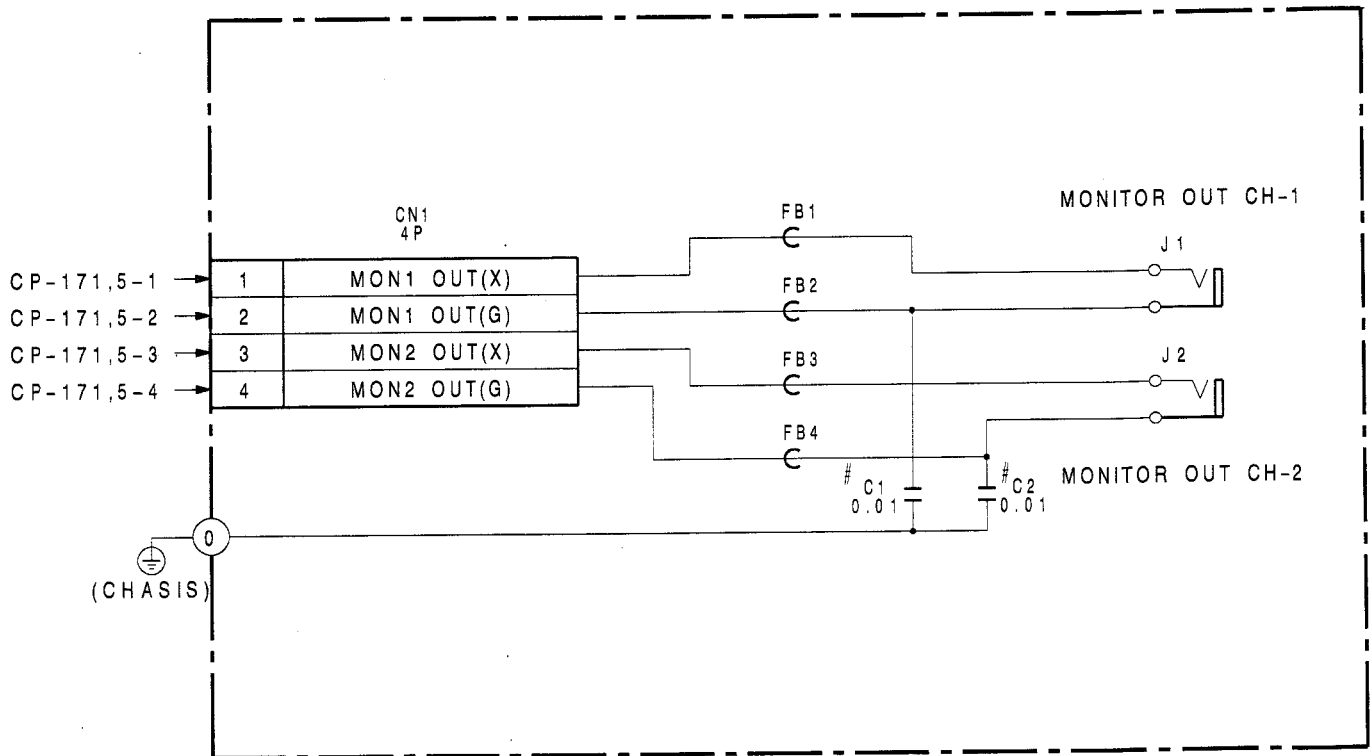 MONITOR OUT CH-1
CN1
4P
FB1
J1
CP-171,5-1
1
MON1 OUT(X)
FB2
CP-171,5-2
2
MON1 OUT(G)
CP-171,5-3
3
MON2 OUT(X)
FB3
J2
CP-171,5-4
4
MON2 OUT(G)
FB4
MONITOR OUT CH-2
# C1
0.01
# C2
0.01
0
(CHASIS)